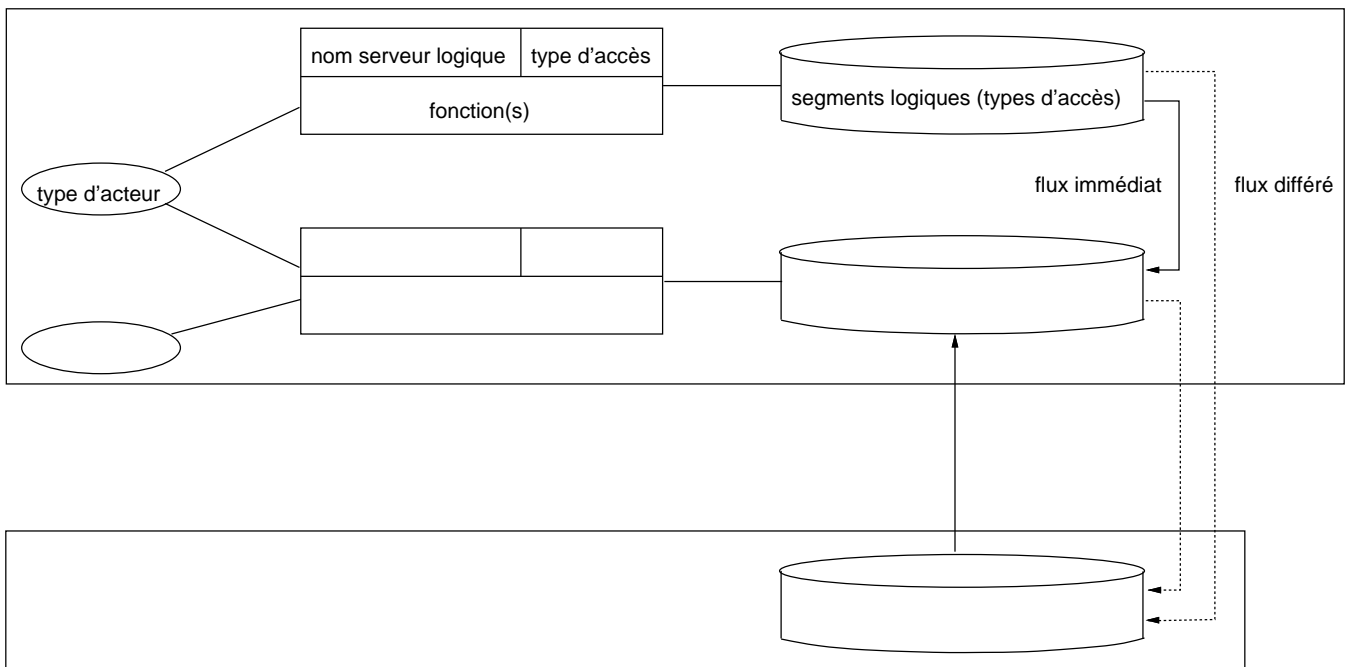 nom serveur logique
type d'accès
fonction(s)
segments logiques (types d'accès)
type d'acteur
flux immédiat
flux différé